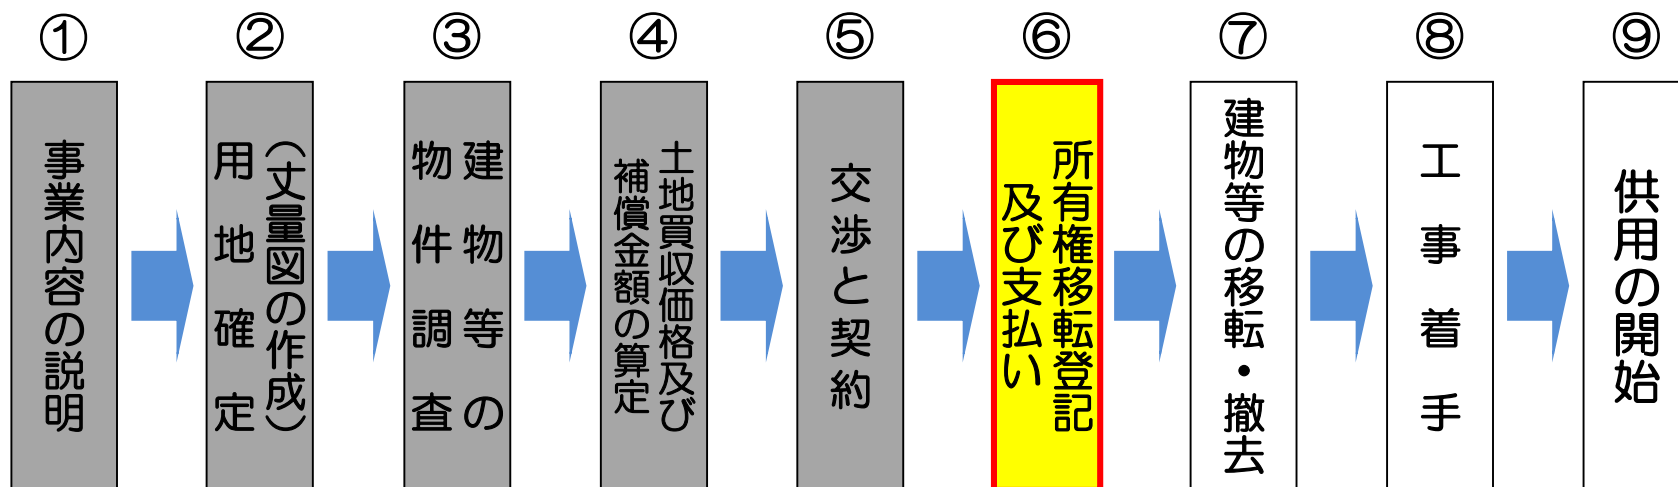 ①
事業内容の説明
②
用地確定
（丈量図の作成）
③
建物等の
物件調査
④
土地買収価格及び
補償金額の算定
⑤
交渉と契約
⑥
所有権移転登記
及び支払い
⑦
建物等の移転・撤去
⑧
工事着手
⑨
供用の開始